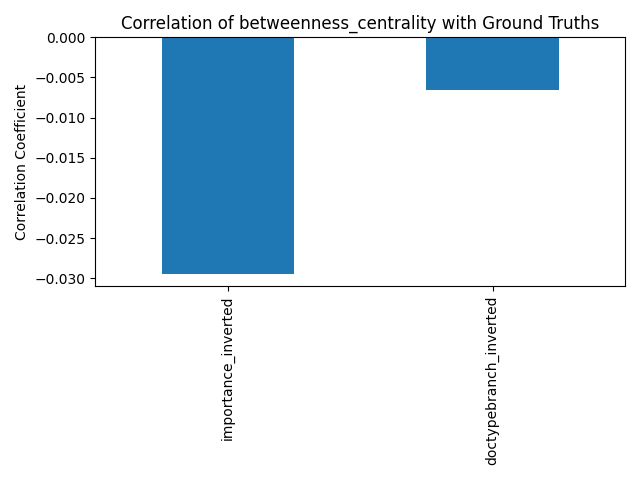 Correlation of betweenness_centrality with Ground Truths
Correlation Coefficient
0.000
−0.005
−0.010
−0.015
−0.020
−0.025
−0.030
importance_inverted
doctypebranch_inverted